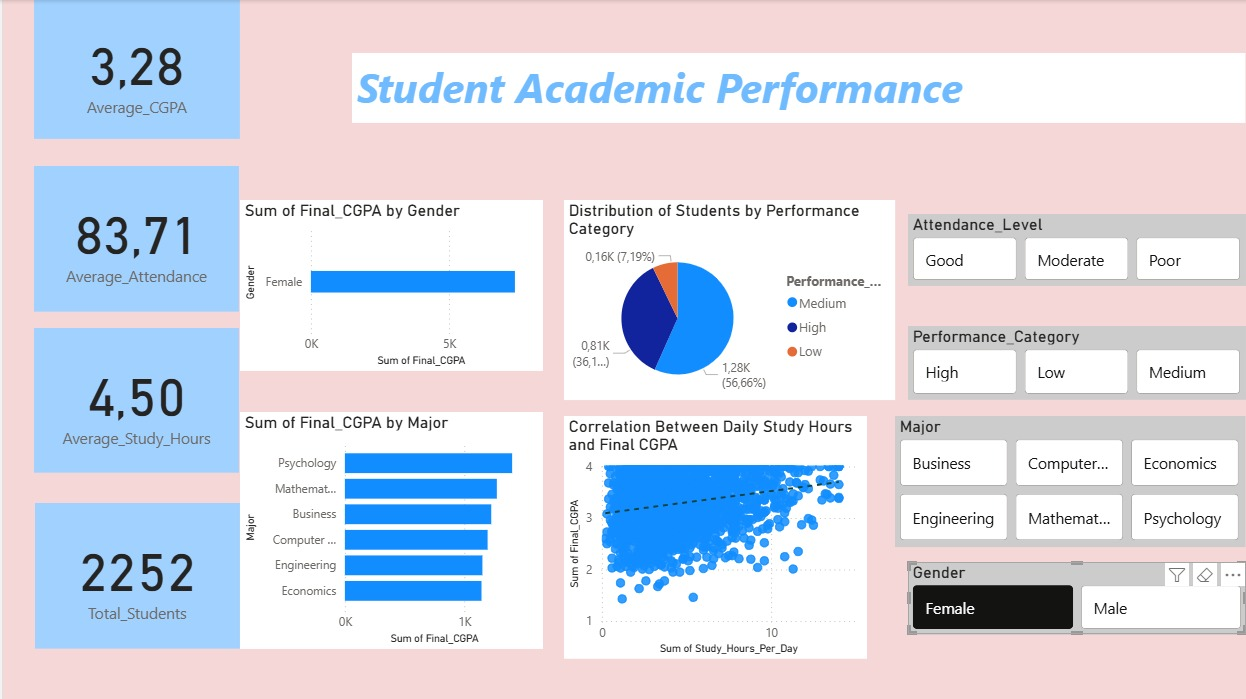 3,28
Average_CGPA
Student Academic Performance
83,71
Average_Attendance
4,50
Average_Study_Hours
2252
Total_Students
Sum of Final_CGPA by Gender
Gender
Female
0K
5K
Sum of Final_CGPA
Distribution of Students by Performance
Category
0,16K (7,19%)
0,81K
(36,1...)
1,28K
(56,66%)
Performance_...
Medium
High
Low
Attendance_Level
Good
Moderate
Poor
Performance_Category
High
Low
Medium
Sum of Final_CGPA by Major
Major
Psychology
Mathemat...
Business
Computer ...
Engineering
Economics
0K
1K
Sum of Final_CGPA
Correlation Between Daily Study Hours
and Final CGPA
Sum of Final_CGPA
4
3
2
1
0
10
Sum of Study_Hours_Per_Day
Major
Business
Computer...
Economics
Engineering
Mathemat...
Psychology
Gender
Female
Male